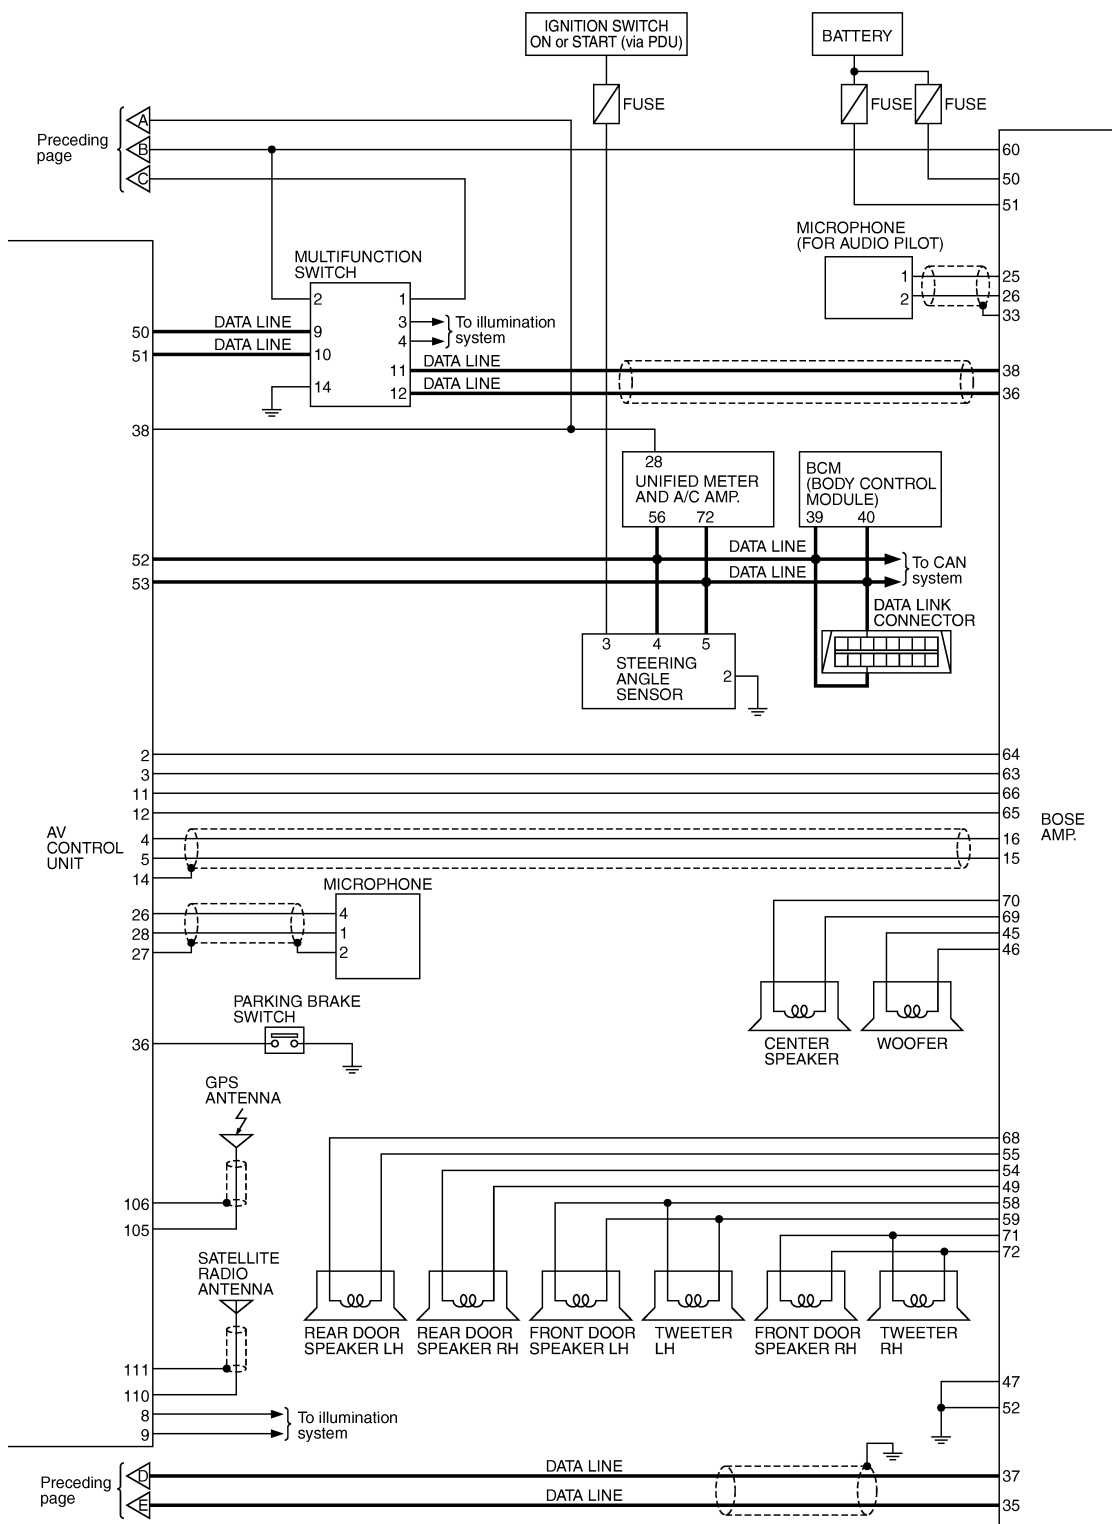 IGNITION SWITCH
ON or START (via PDU)
BATTERY
FUSE
FUSE
FUSE
Preceding
page
A
B
C
60
50
51
MICROPHONE
(FOR AUDIO PILOT)
1
2
25
26
33
MULTIFUNCTION
SWITCH
2
1
3
4
To illumination
system
50
DATA LINE
9
51
DATA LINE
10
11
DATA LINE
38
14
12
DATA LINE
36
38
28
UNIFIED METER
AND A/C AMP.
56
72
BCM
(BODY CONTROL
MODULE)
39
40
52
DATA LINE
53
DATA LINE
To CAN
system
DATA LINK
CONNECTOR
3
4
5
STEERING
ANGLE
SENSOR
2
2
64
3
63
11
66
12
65
AV
CONTROL
UNIT
BOSE
AMP.
4
16
5
15
14
MICROPHONE
26
4
28
1
27
2
70
69
45
46
CENTER
SPEAKER
WOOFER
PARKING BRAKE
SWITCH
36
GPS
ANTENNA
106
105
68
55
54
49
58
59
71
72
SATELLITE
RADIO
ANTENNA
REAR DOOR
SPEAKER LH
REAR DOOR
SPEAKER RH
FRONT DOOR
SPEAKER LH
TWEETER
LH
FRONT DOOR
SPEAKER RH
TWEETER
RH
111
110
8
9
To illumination
system
47
52
Preceding
page
D
DATA LINE
37
E
DATA LINE
35